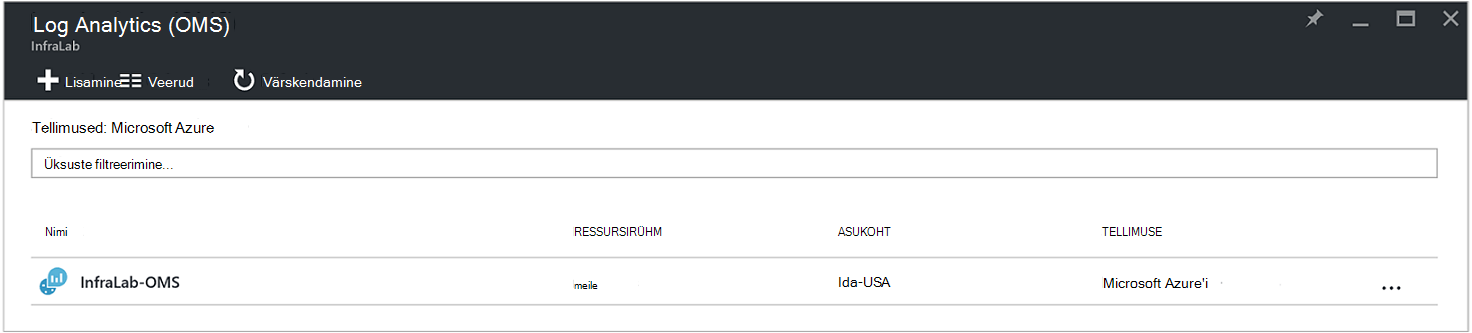 Log Analytics (OMS)
InfraLab
Lisamine Veerud Värskendamine
Tellimused: Microsoft Azure
Üksuste filtreerimine...
Nimi RESSURSIRÜHM ASUKOHT TELLIMUSE
InfraLab-OMS meile Ida-USA Microsoft Azure'i ...